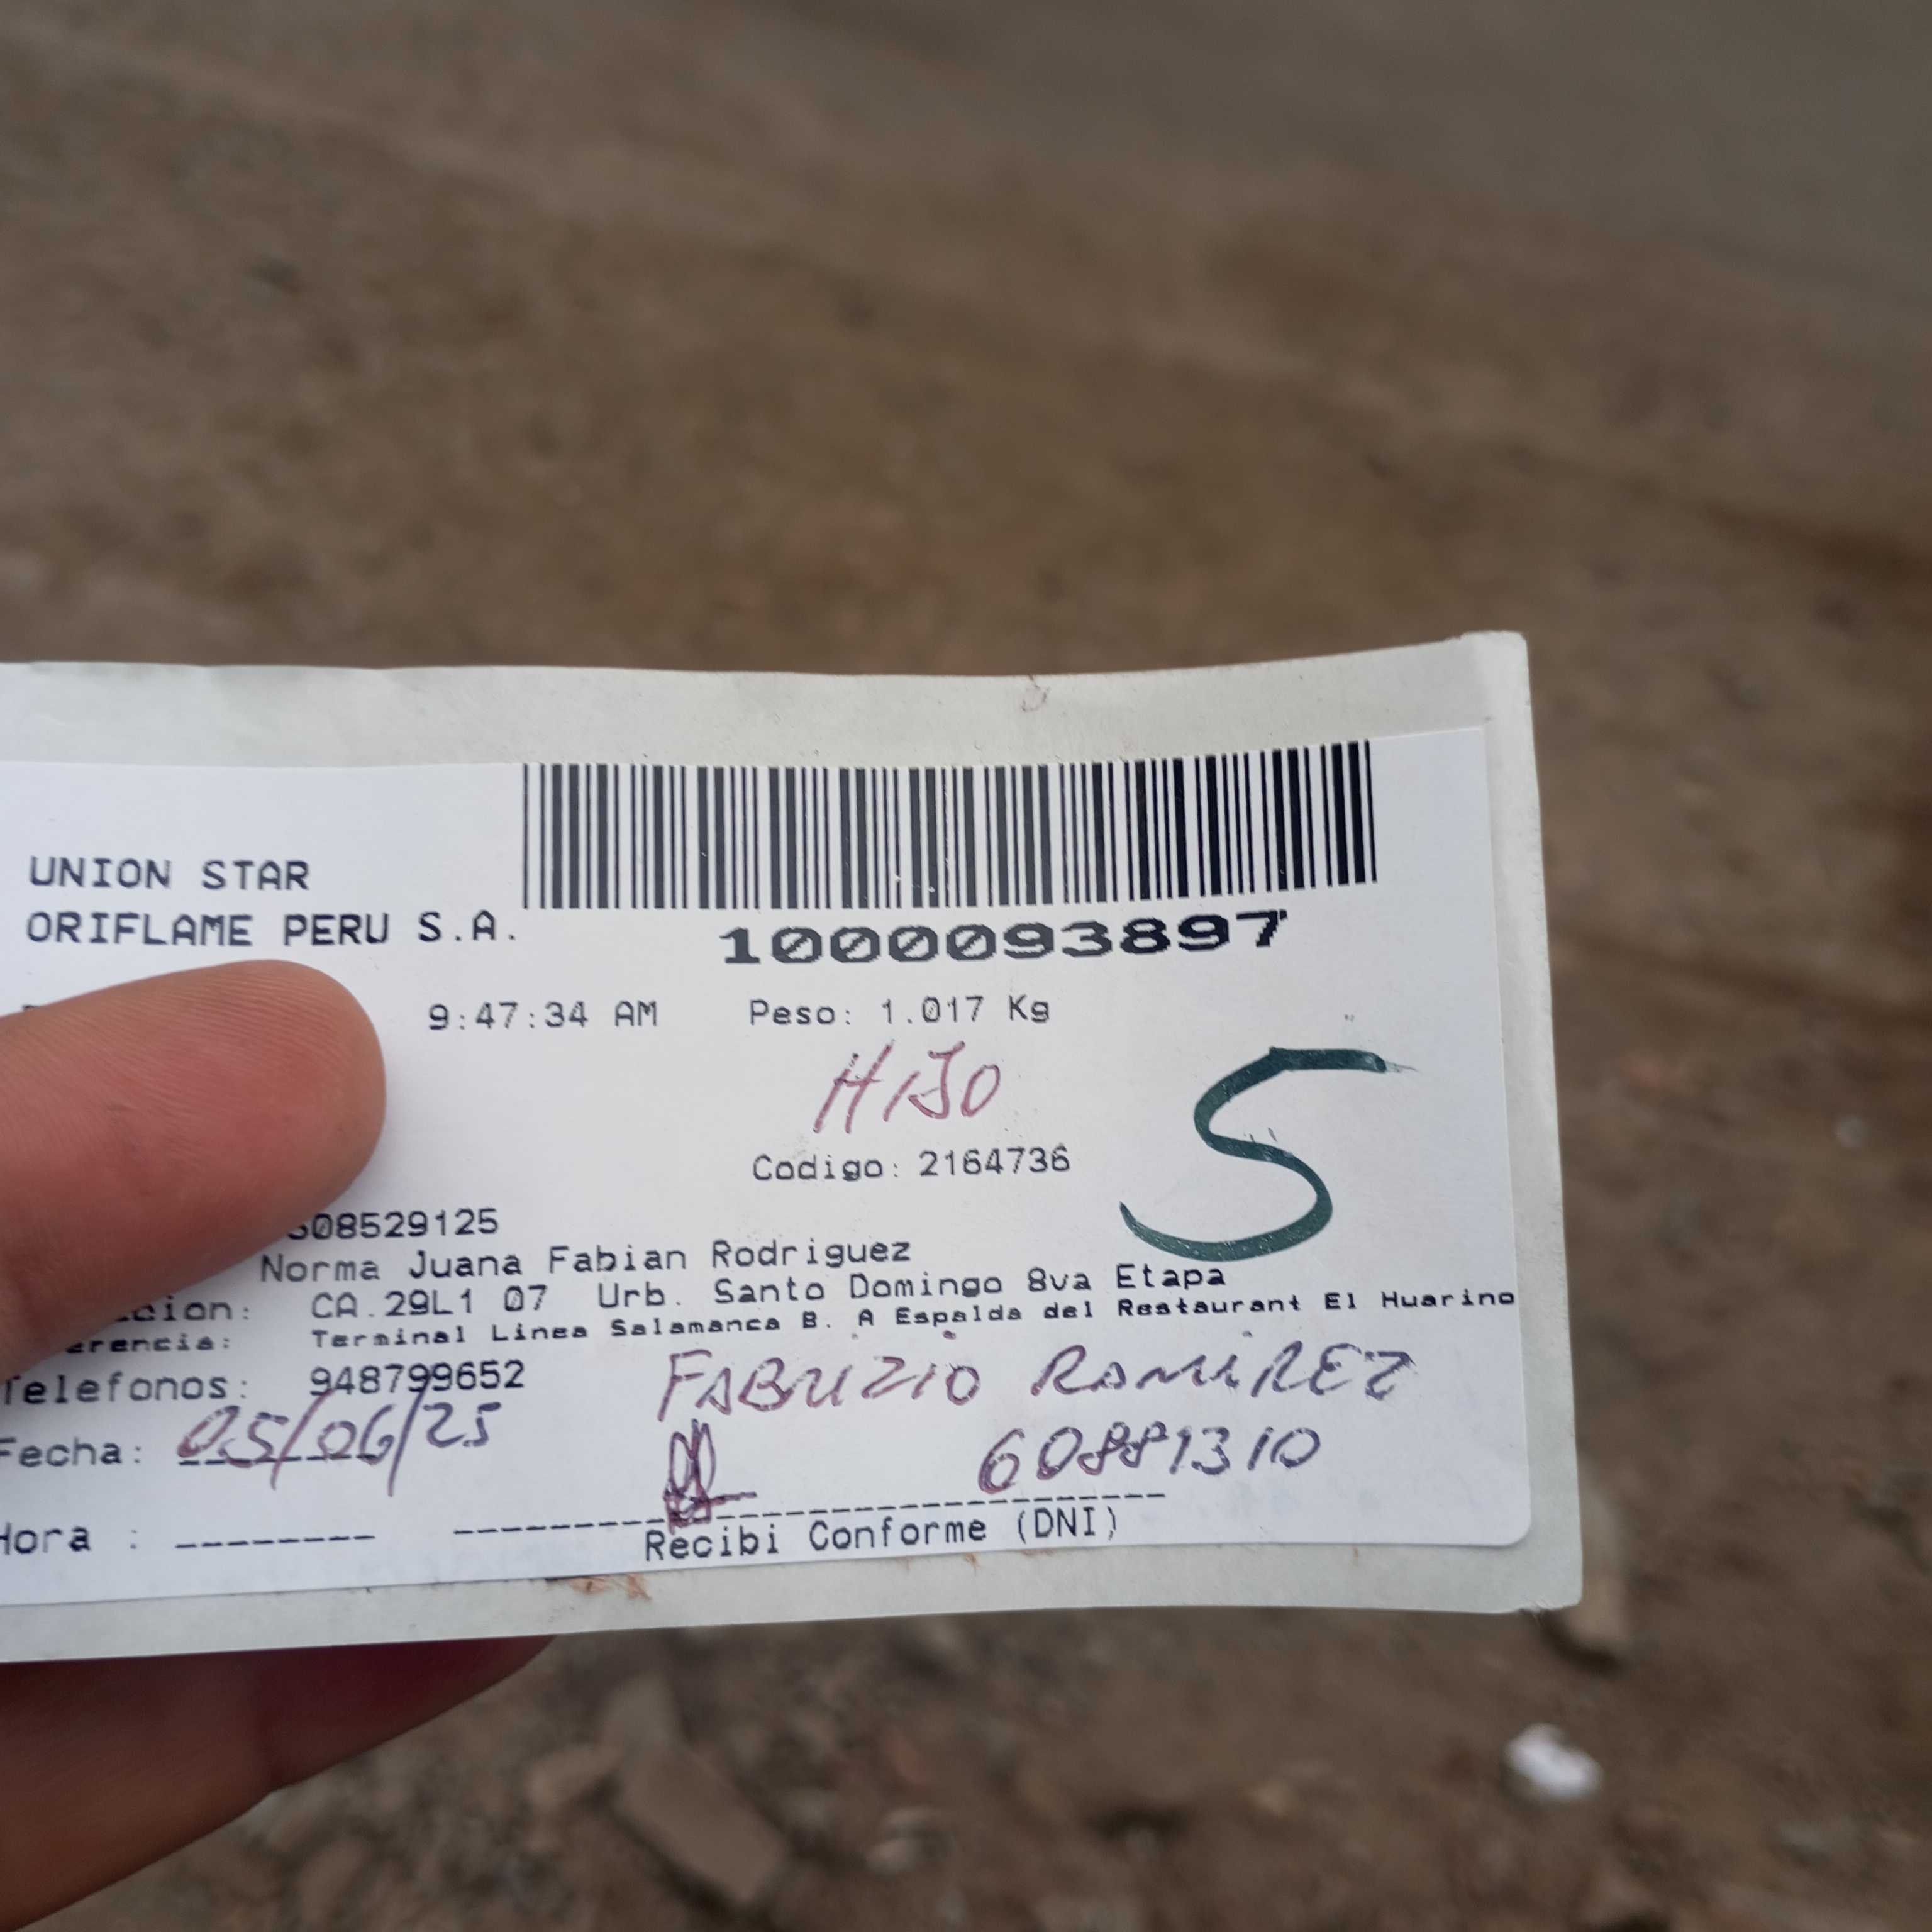 UNION STAR
ORIFLAME PERU S.A.
1000093897
9:47:34 AM Peso: 1.017 Kg
HIJO
Codigo: 2164736
S
08529125
Norma Juana Fabian Rodriguez
cion: CA.29L1 07 Urb. Santo Domingo 8va Etapa
erencia: Terminal Linea Salamanca B. A Espalda del Restaurant El Huarino
Telefonos: 948799652
FABRIZIO RAMIREZ
Fecha: 05/06/25 60881310
Hora :
Recibi Conforme (DNI)